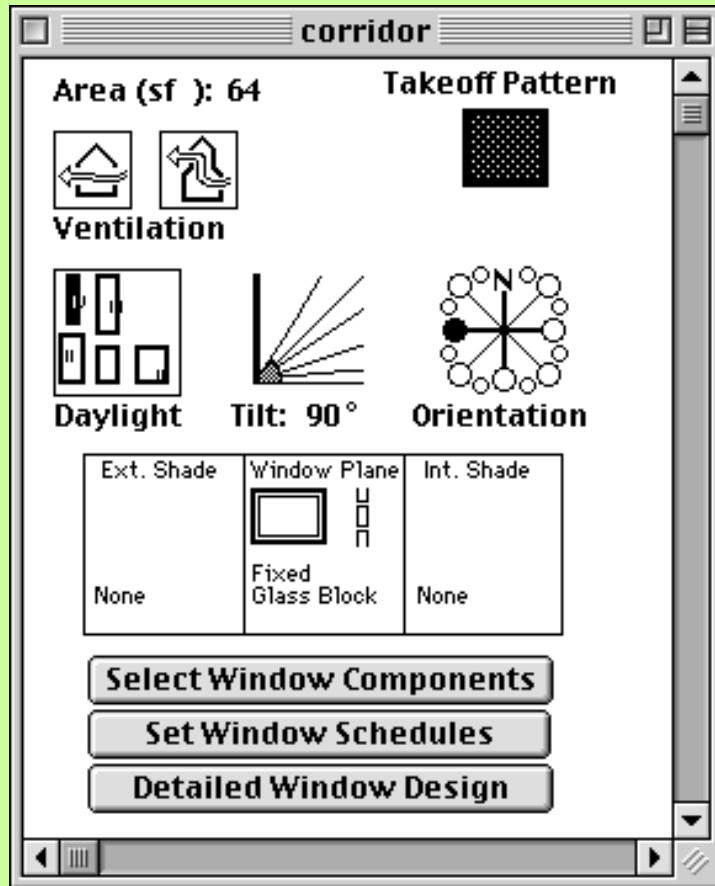 corridor
Area (sf  ): 64
Takeoff Pattern
Ventilation
N
Daylight
Tilt: 90°
Orientation
Ext. Shade
Window Plane
Int. Shade
None
Fixed
Glass Block
None
Select Window Components
Set Window Schedules
Detailed Window Design